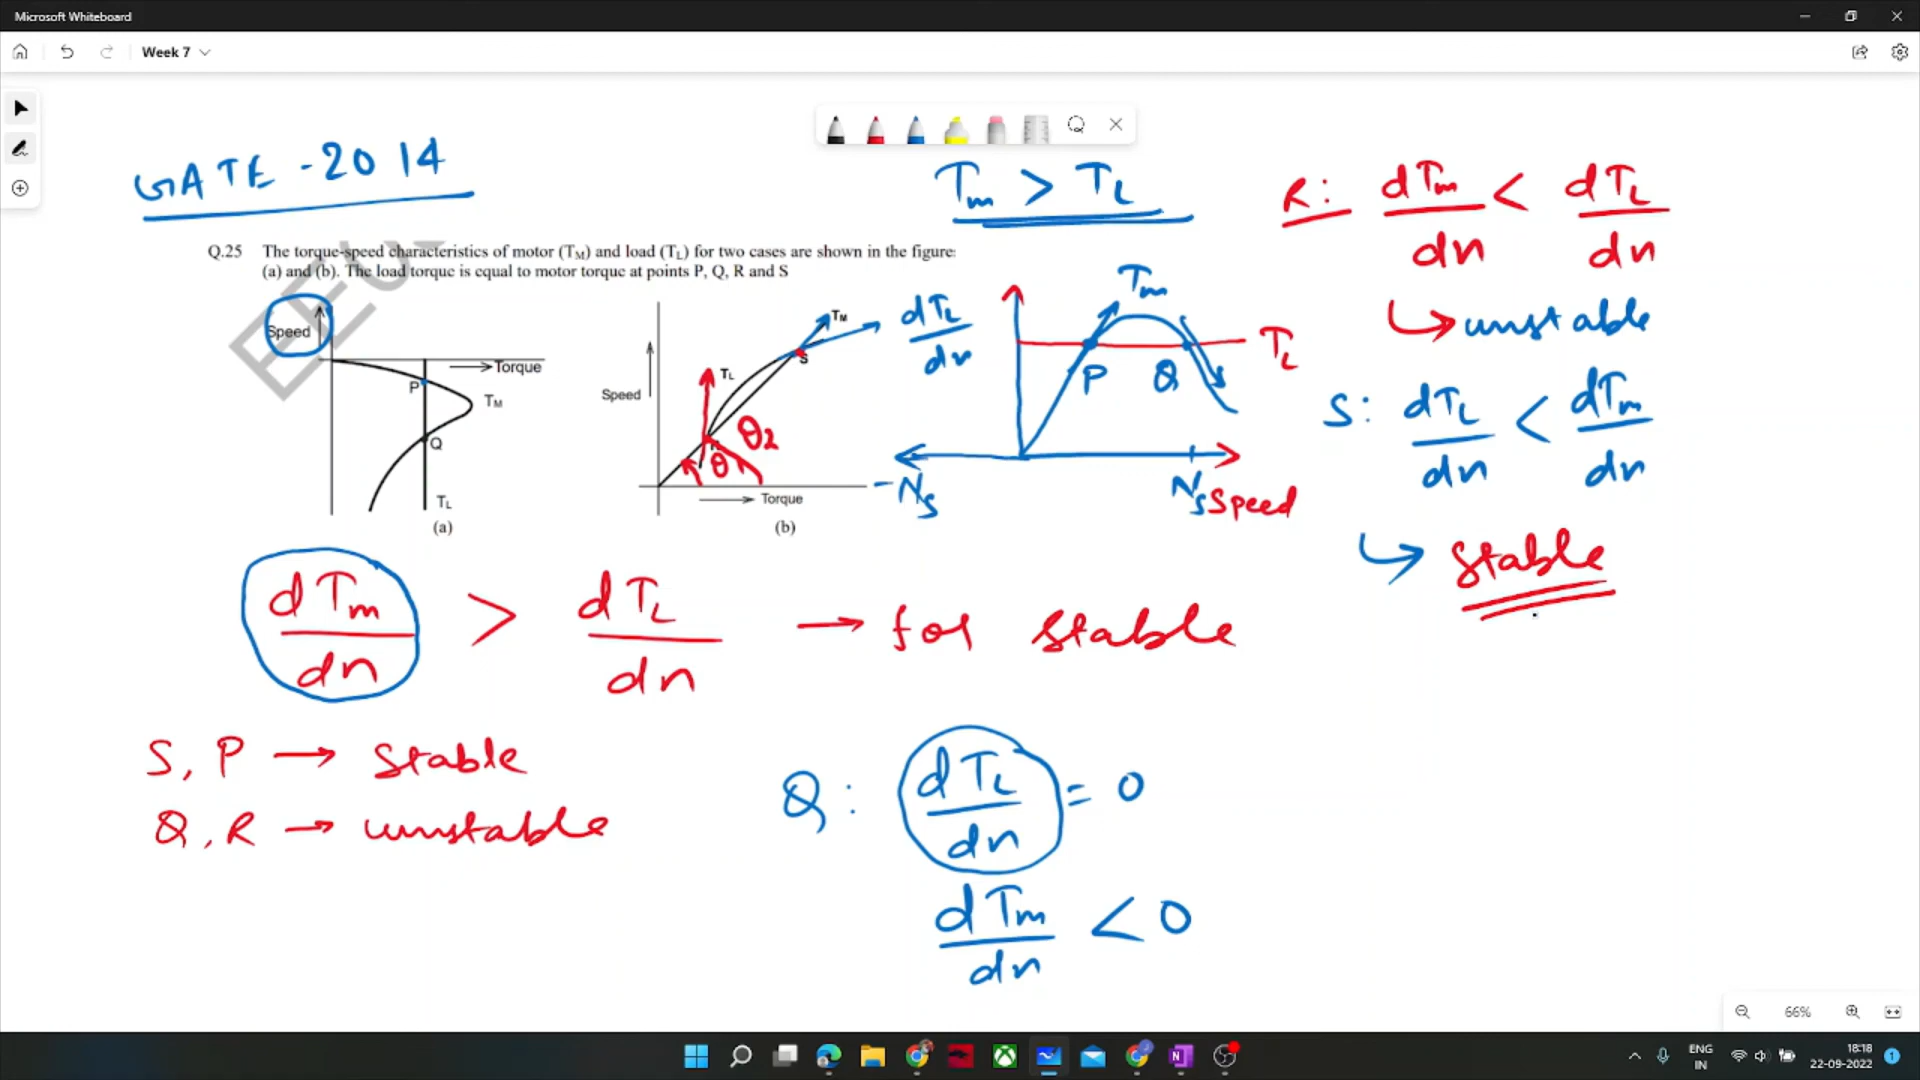 Microsoft Whiteboard
Week 7
GATE - 2014
Tm > TL
R: dTm/dn < dTL/dn
↳ unstable
Q.25 The torque-speed characteristics of motor (TM) and load (TL) for two cases are shown in the figure:
(a) and (b). The load torque is equal to motor torque at points P, Q, R and S
EEU
Speed
Torque
P
TM
Q
TL
(a)
Speed
TL
TM
S
θ
θ2
Torque
(b)
dTL/dn
Tm
TL
P
Q
-Ns
Ns
Speed
S: dTL/dn < dTm/dn
↳ stable
dTm/dn > dTL/dn → for stable
S, P → stable
Q, R → unstable
Q: dTL/dn = 0
dTm/dn < 0
66%
ENG
IN
18:18
22-09-2022
1